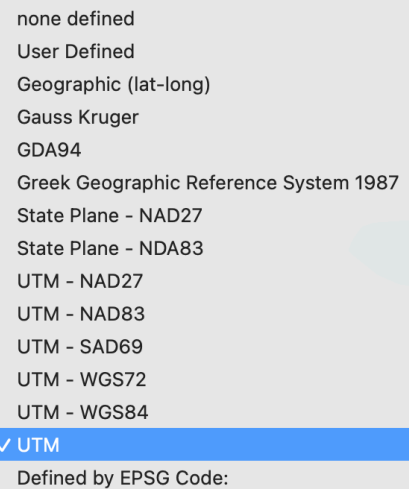 none defined
User Defined
Geographic (lat-long)
Gauss Kruger
GDA94
Greek Geographic Reference System 1987
State Plane - NAD27
State Plane - NDA83
UTM - NAD27
UTM - NAD83
UTM - SAD69
UTM - WGS72
UTM - WGS84
✓ UTM
Defined by EPSG Code: